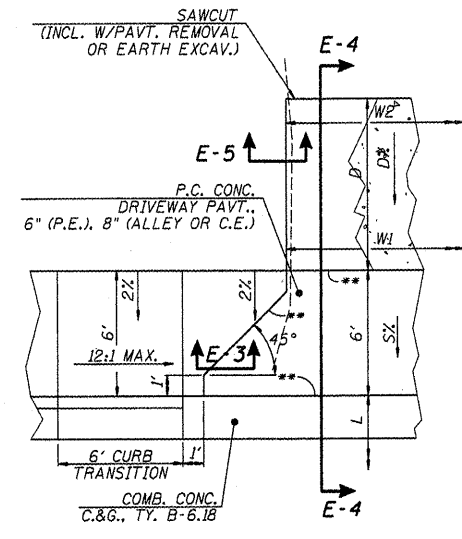 SAWCUT
(INCL. W/PAVT. REMOVAL
OR EARTH EXCAV.)
E-4
W2
E-5
D
D%
P.C. CONC.
DRIVEWAY PAVT.,
6" (P.E.). 8" (ALLEY OR C.E.)
W1
2%
2%
**
**
6'
6'
S%
45°
12:1 MAX.
E-3
1'
**
L
6' CURB
TRANSITION
1'
COMB. CONC.
C.&G., TY. B-6.18
E-4